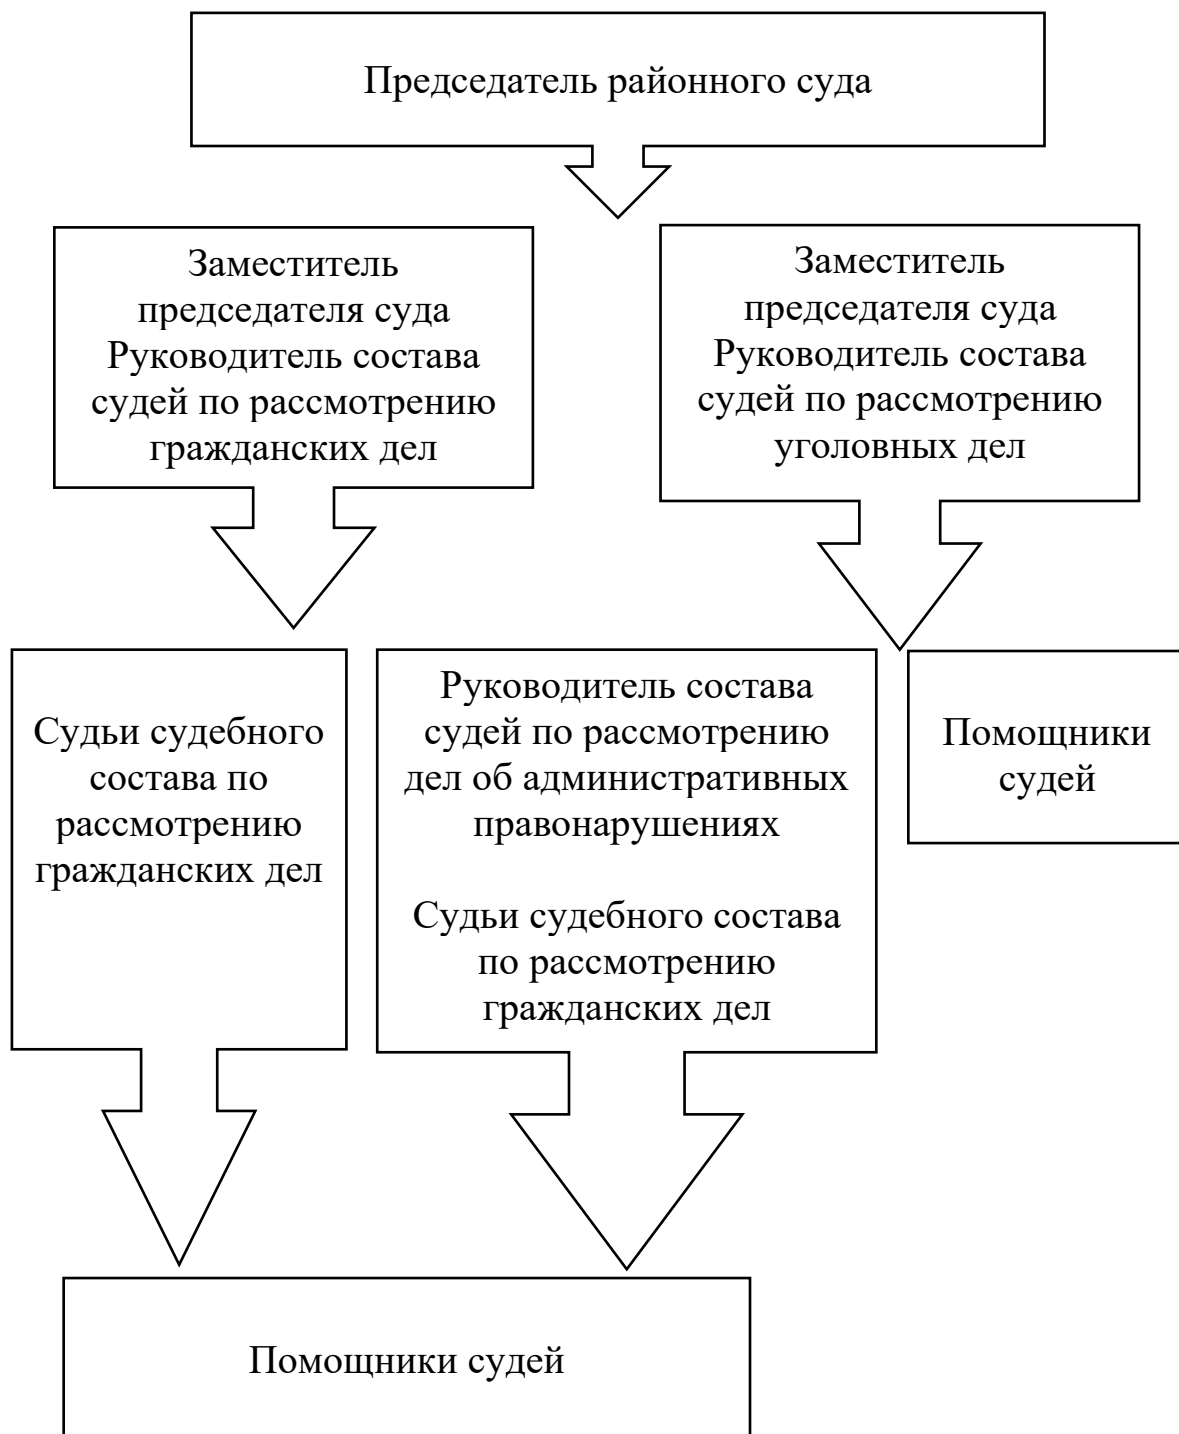 Председатель районного суда
Заместитель
председателя суда
Руководитель состава
судей по рассмотрению
гражданских дел
Заместитель
председателя суда
Руководитель состава
судей по рассмотрению
уголовных дел
Судьи судебного
состава по
рассмотрению
гражданских дел
Руководитель состава
судей по рассмотрению
дел об административных
правонарушениях
Судьи судебного состава
по рассмотрению
гражданских дел
Помощники
судей
Помощники судей